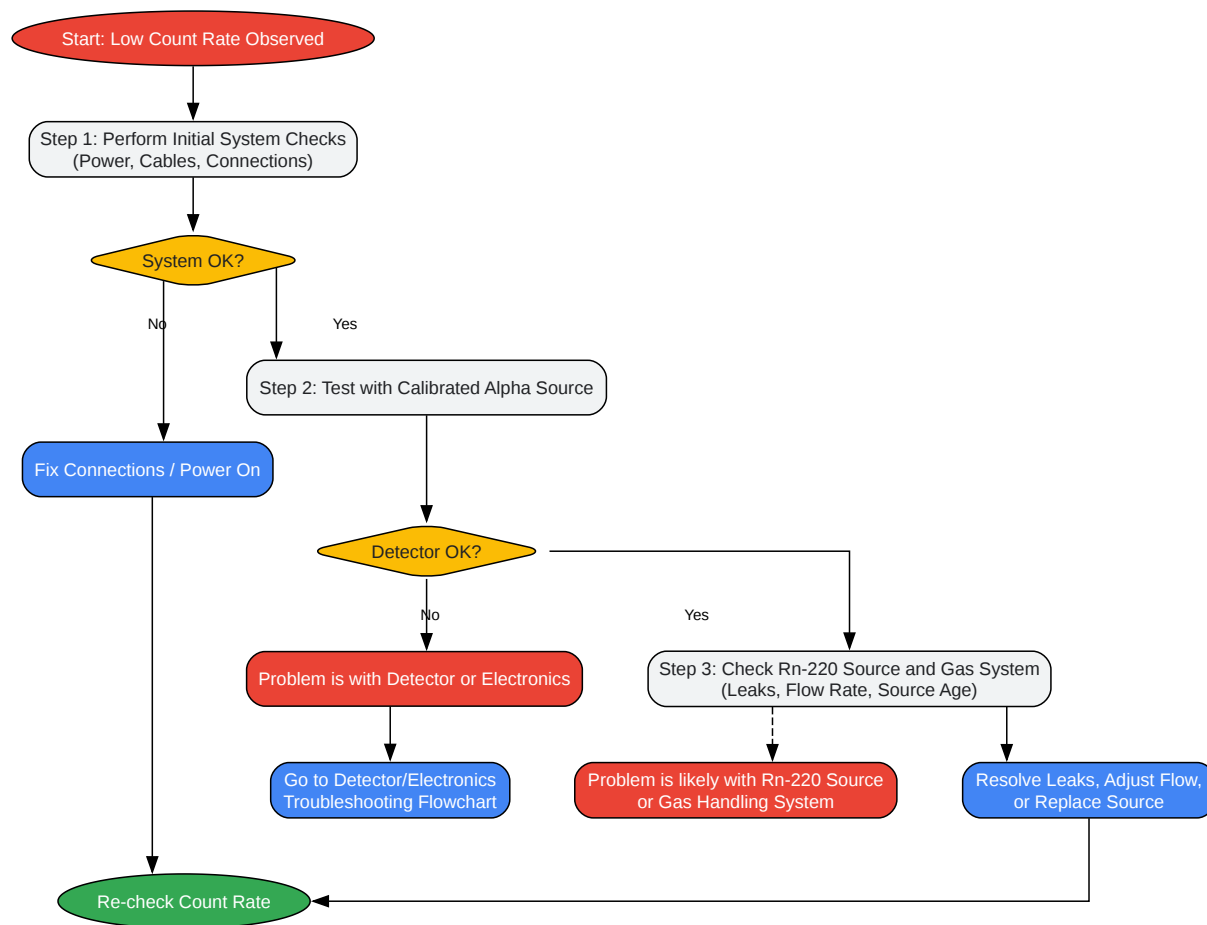 Start: Low Count Rate Observed
Step 1: Perform Initial System Checks
(Power, Cables, Connections)
System OK?
No
Yes
Step 2: Test with Calibrated Alpha Source
Fix Connections / Power On
Detector OK?
No
Yes
Problem is with Detector or Electronics
Step 3: Check Rn-220 Source and Gas System
(Leaks, Flow Rate, Source Age)
Go to Detector/Electronics
Troubleshooting Flowchart
Problem is likely with Rn-220 Source
or Gas Handling System
Resolve Leaks, Adjust Flow,
or Replace Source
Re-check Count Rate